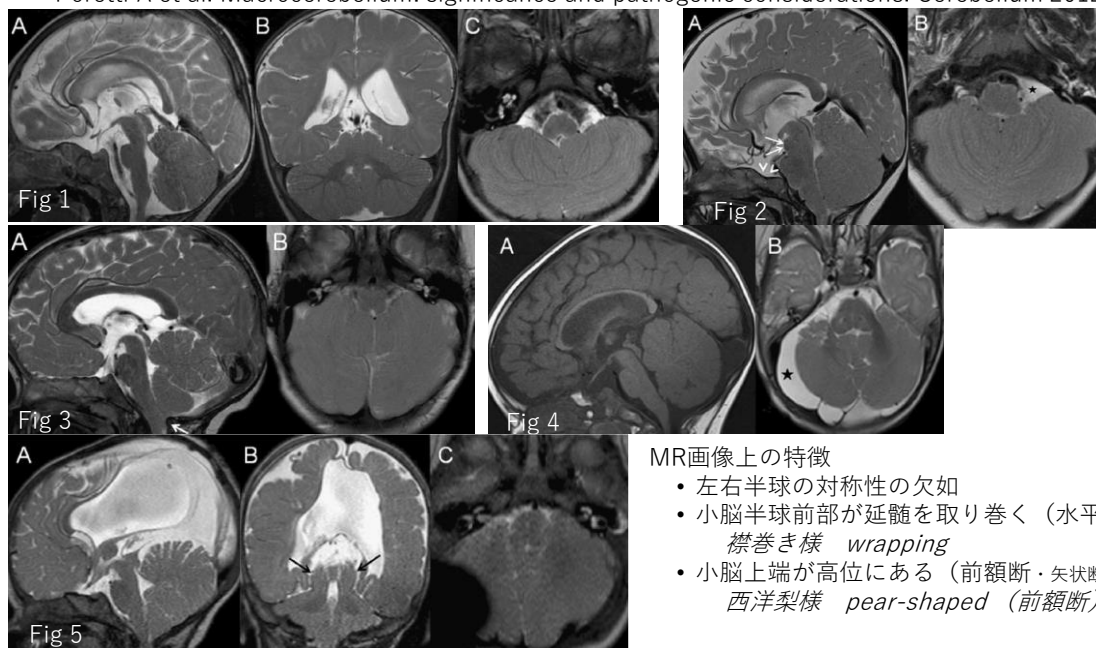 Poretti A et al. Macrocerebellum: significance and pathogenic considerations. Cerebellum 2012
A
B
C
Fig 1
A
B
Fig 2
A
B
Fig 3
A
B
Fig 4
A
B
C
Fig 5
MR画像上の特徴
• 左右半球の対称性の欠如
• 小脳半球前部が延髄を取り巻く（水平
襟巻き様 wrapping
• 小脳上端が高位にある（前額断・矢状断
西洋梨様 pear-shaped （前額断）